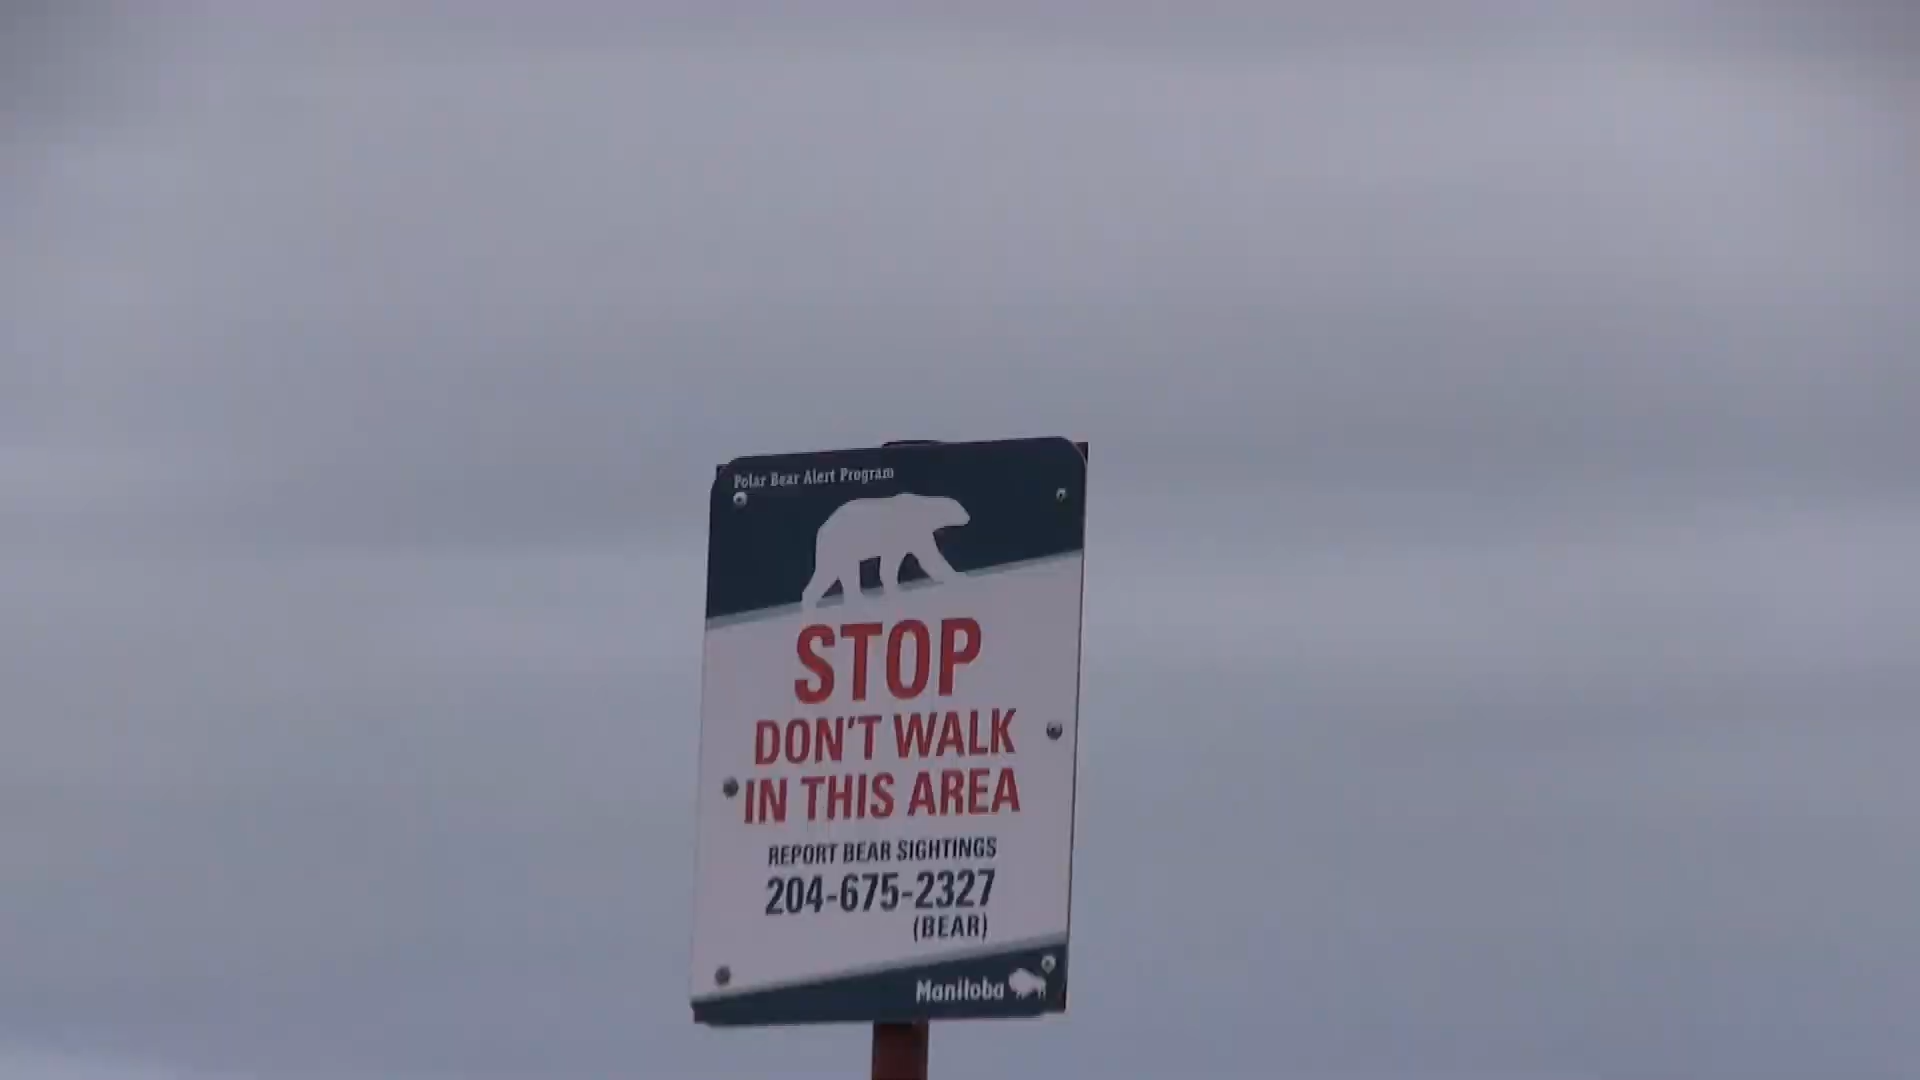 Polar Bear Alert Program
STOP
DON'T WALK
IN THIS AREA
REPORT BEAR SIGHTINGS
204-675-2327
(BEAR)
Manitoba